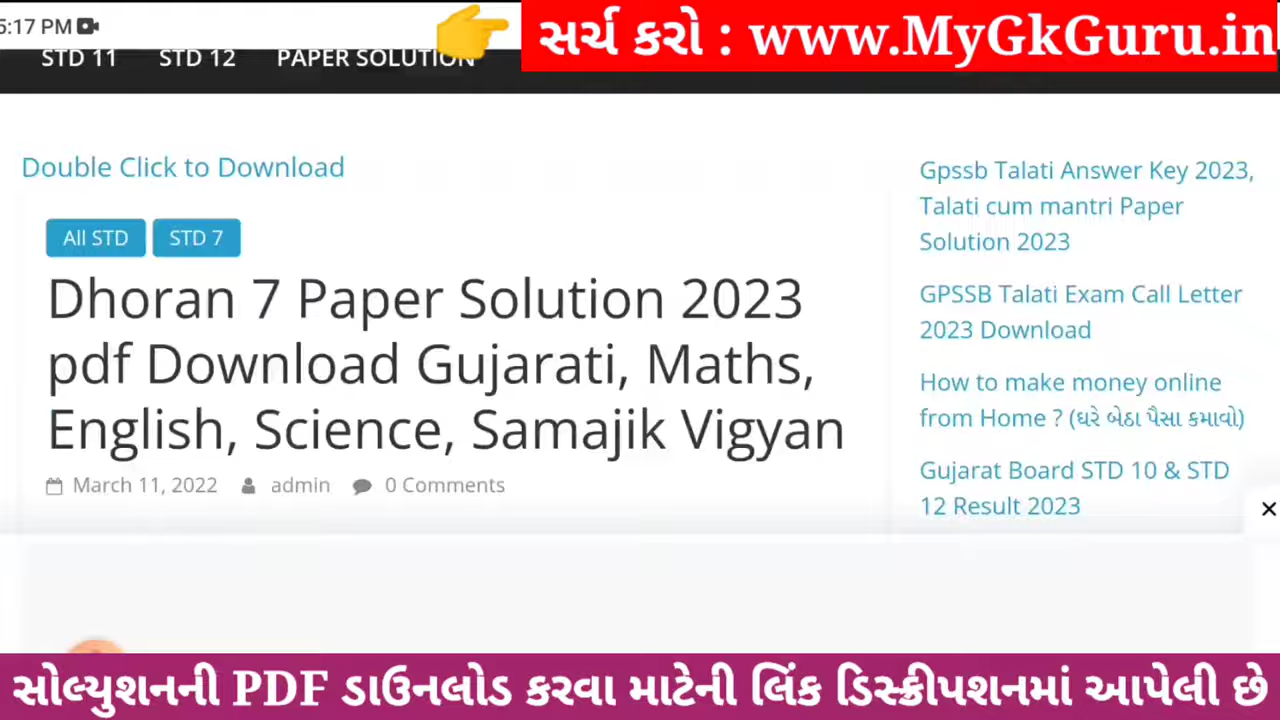 5:17 PM
સર્ચ કરો : www.MyGkGuru.in
STD 11 STD 12 PAPER SOLUTION
Double Click to Download
All STD STD 7
Dhoran 7 Paper Solution 2023
pdf Download Gujarati, Maths,
English, Science, Samajik Vigyan
March 11, 2022 admin 0 Comments
Gpssb Talati Answer Key 2023,
Talati cum mantri Paper
Solution 2023
GPSSB Talati Exam Call Letter
2023 Download
How to make money online
from Home ? (ઘરે બેઠા પૈસા કમાવો)
Gujarat Board STD 10 & STD
12 Result 2023
સોલ્યુશનની PDF ડાઉનલોડ કરવા માટેની લિંક ડિસ્ક્રીપશનમાં આપેલી છે